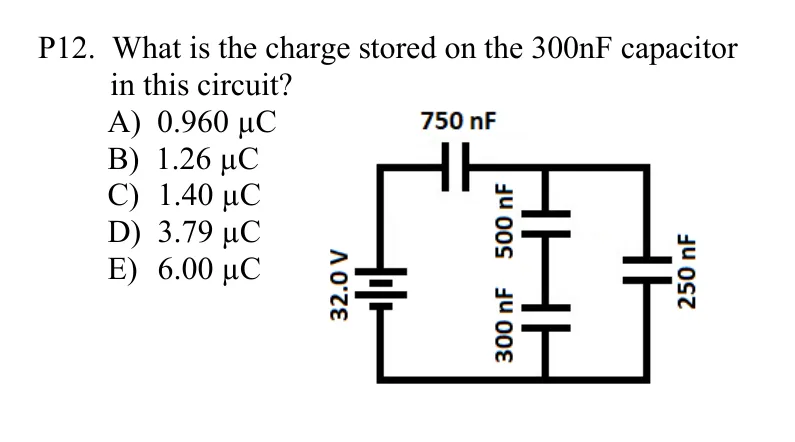 P12. What is the charge stored on the 300nF capacitor
in this circuit?
A) 0.960 µC
B) 1.26 µC
C) 1.40 µC
D) 3.79 µC
E) 6.00 µC
750 nF
500 nF
300 nF
250 nF
32.0 V